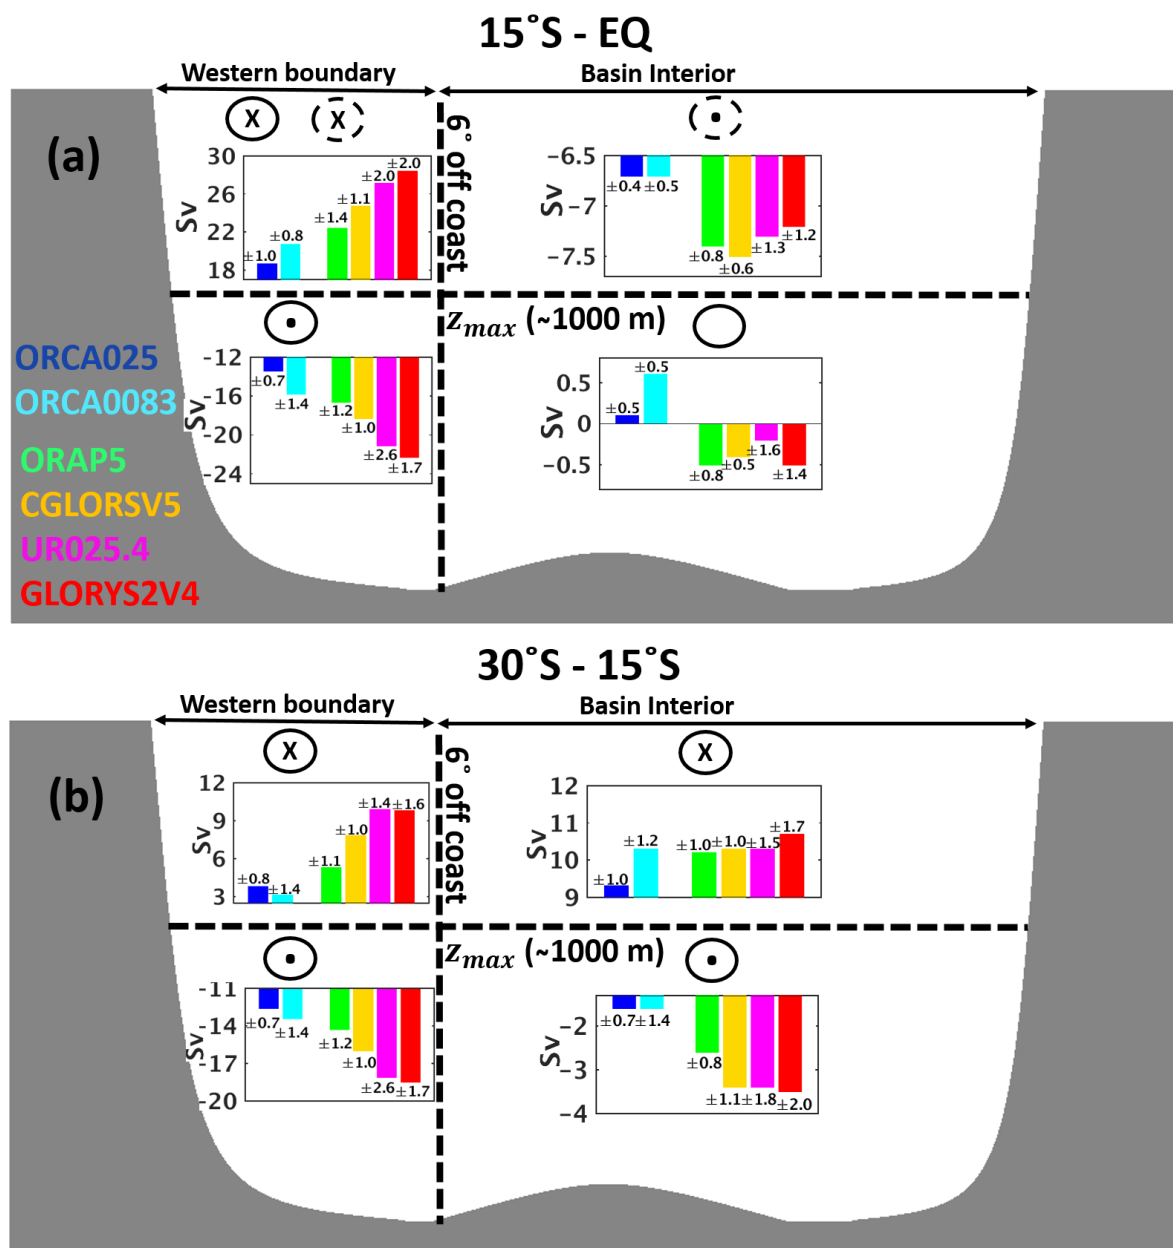 15°S - EQ
Western boundary
Basin Interior
(a)
X
X
6° off coast
30
26
22
18
Sv
±1.0
±0.8
±1.4
±1.1
±2.0
±2.0
-6.5
-7
-7.5
Sv
±0.4
±0.5
±0.8
±0.6
±1.3
±1.2
z_max (~1000 m)
-12
-16
-20
-24
Sv
±0.7
±1.4
±1.2
±1.0
±2.6
±1.7
0.5
0
-0.5
Sv
±0.5
±0.5
±0.8
±0.5
±1.6
±1.4
ORCA025
ORCA0083
ORAP5
CGLORSV5
UR025.4
GLORYS2V4
30°S - 15°S
Western boundary
Basin Interior
(b)
X
X
6° off coast
12
9
6
3
Sv
±0.8
±1.4
±1.1
±1.0
±1.4
±1.6
12
11
10
9
Sv
±1.0
±1.2
±1.0
±1.0
±1.5
±1.7
z_max (~1000 m)
-11
-14
-17
-20
Sv
±0.7
±1.4
±1.2
±1.0
±2.6
±1.7
-2
-3
-4
Sv
±0.7
±1.4
±0.8
±1.1
±1.8
±2.0